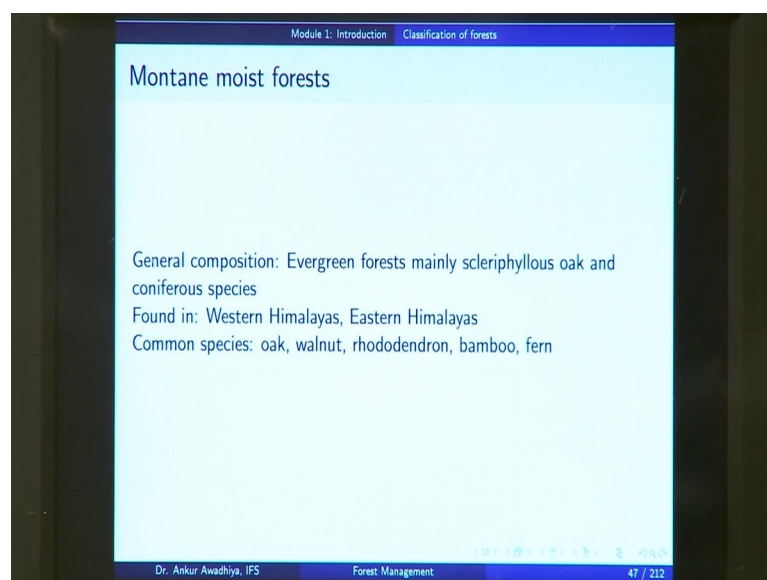 Module 1: Introduction Classification of forests
Montane moist forests
General composition: Evergreen forests mainly scleriphyllous oak and
coniferous species
Found in: Western Himalayas, Eastern Himalayas
Common species: oak, walnut, rhododendron, bamboo, fern
Dr. Ankur Awadhiya, IFS Forest Management 47 / 212